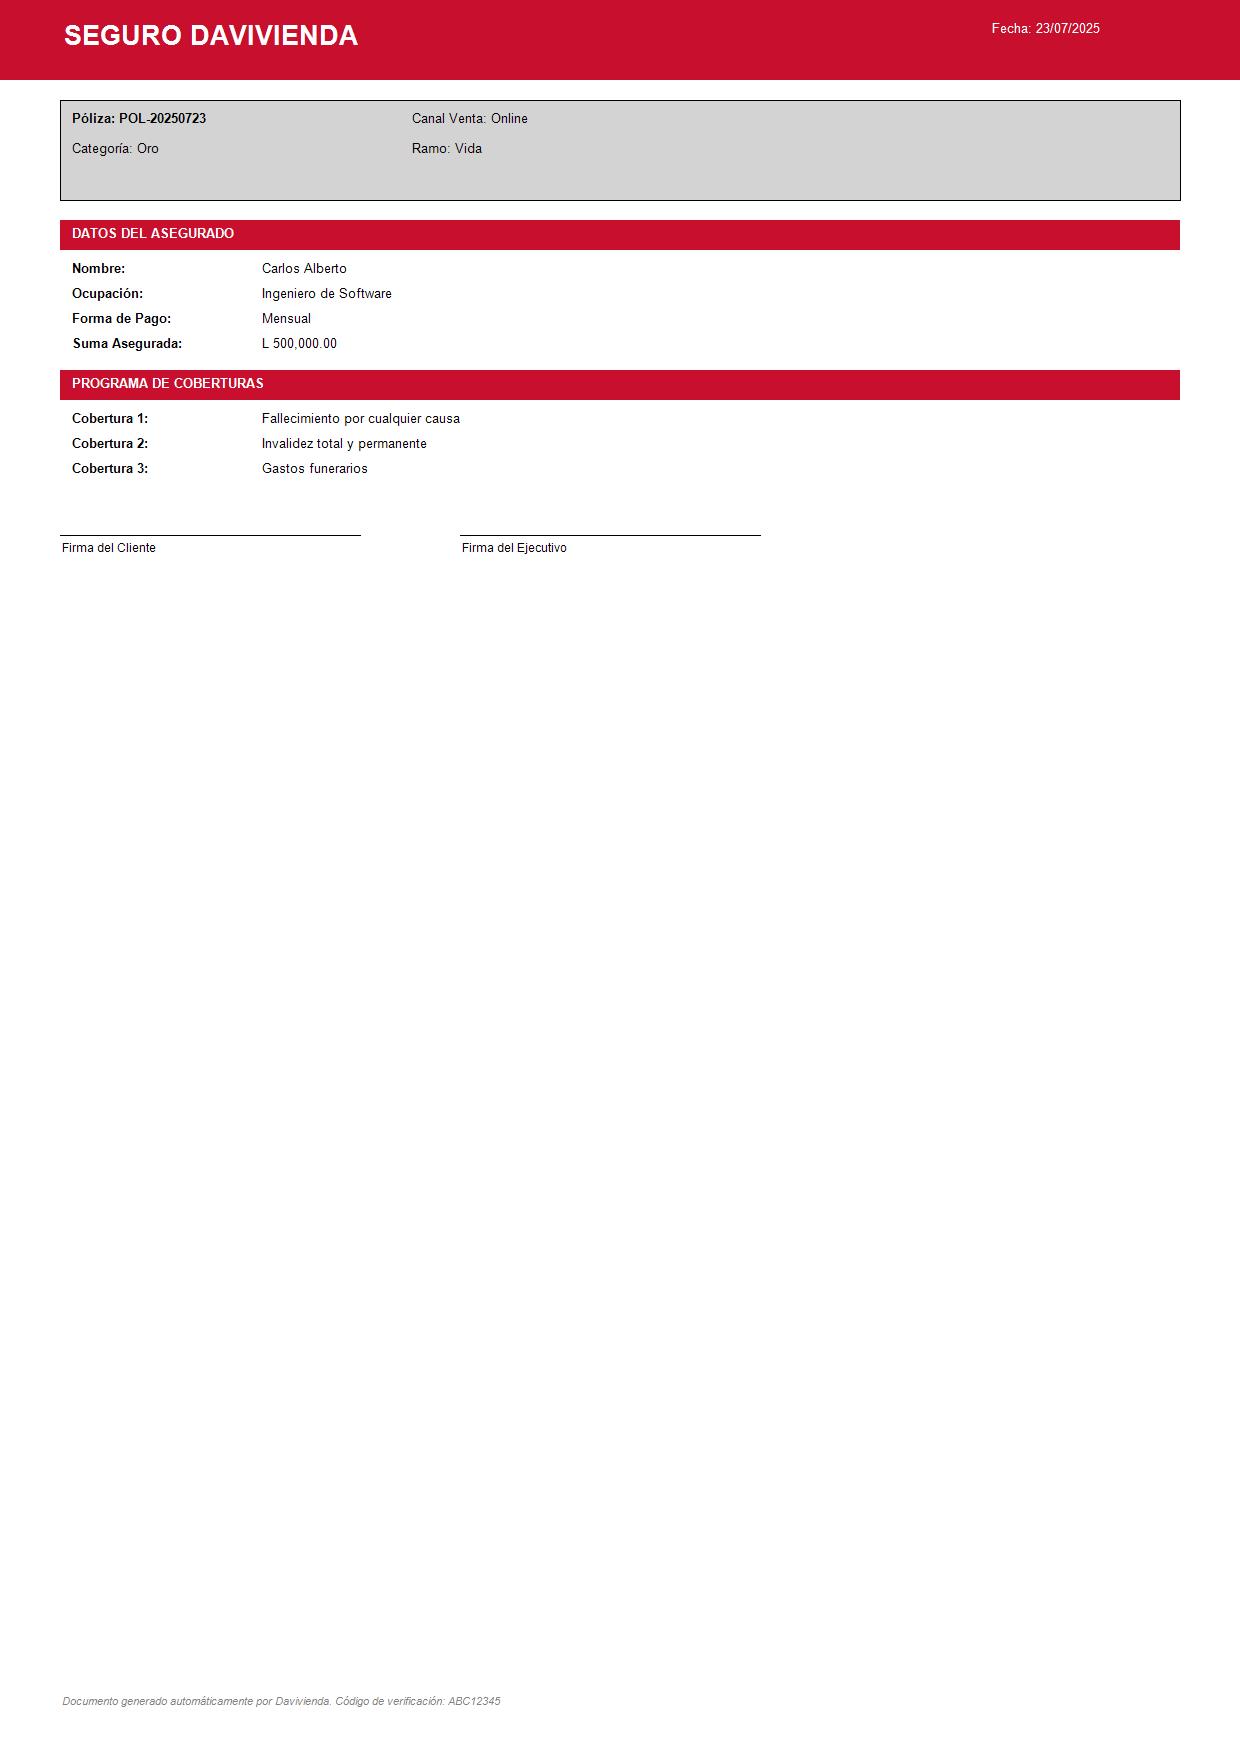 SEGURO DAVIVIENDA
Fecha: 23/07/2025
Póliza: POL-20250723
Canal Venta: Online
Categoría: Oro
Ramo: Vida
DATOS DEL ASEGURADO
Nombre: Carlos Alberto
Ocupación: Ingeniero de Software
Forma de Pago: Mensual
Suma Asegurada: L 500,000.00
PROGRAMA DE COBERTURAS
Cobertura 1: Fallecimiento por cualquier causa
Cobertura 2: Invalidez total y permanente
Cobertura 3: Gastos funerarios
Firma del Cliente
Firma del Ejecutivo
Documento generado automáticamente por Davivienda. Código de verificación: ABC12345